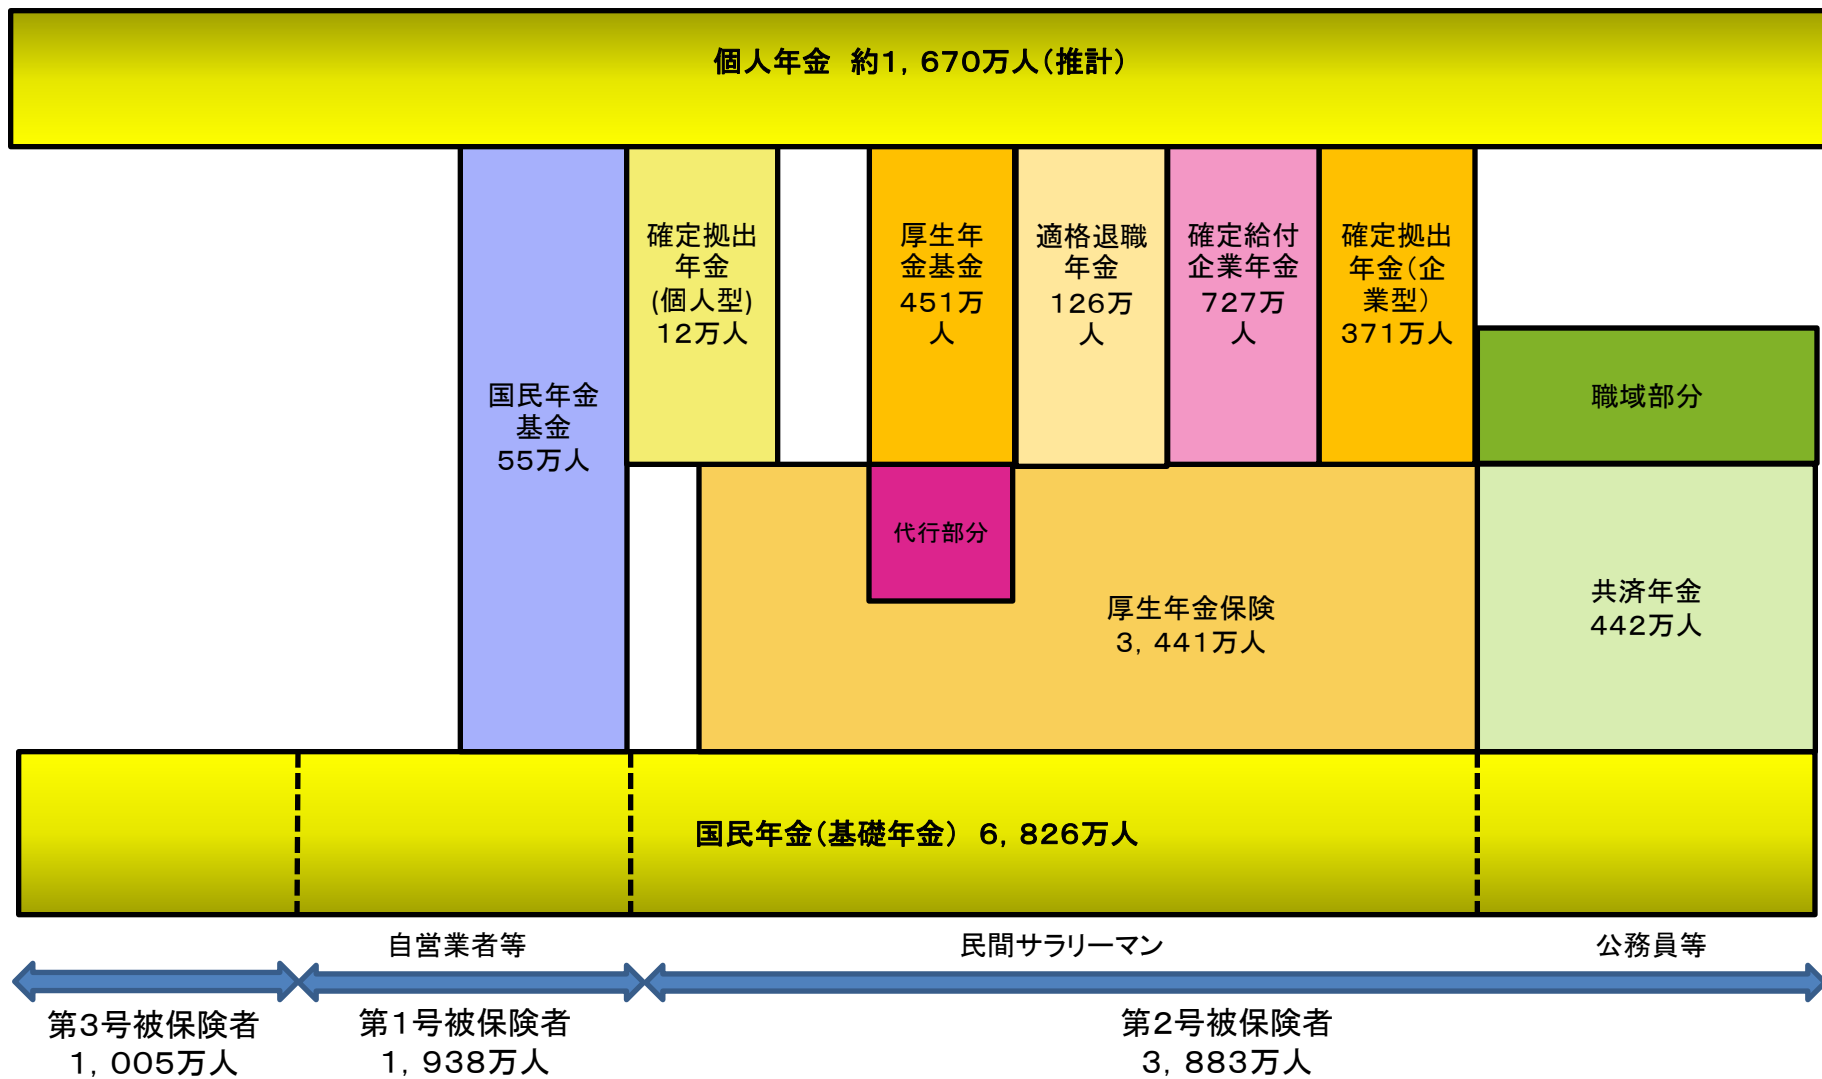 個人年金 約1,670万人(推計)
国民年金
基金
55万人
確定拠出
年金
(個人型)
12万人
厚生年
金基金
451万
人
適格退職
年金
126万
人
確定給付
企業年金
727万
人
確定拠出
年金(企
業型)
371万人
職域部分
代行部分
厚生年金保険
3,441万人
共済年金
442万人
国民年金(基礎年金) 6,826万人
自営業者等
民間サラリーマン
公務員等
第3号被保険者
1,005万人
第1号被保険者
1,938万人
第2号被保険者
3,883万人